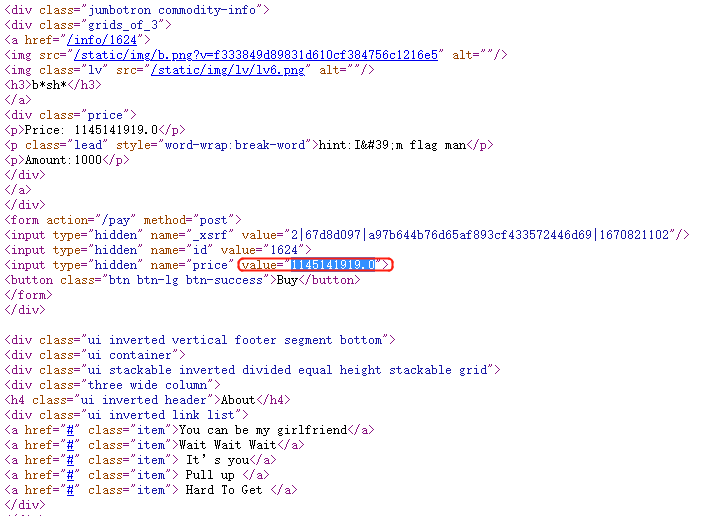 <div class="jumbotron commodity-info">
<div class="grids_of_3">
<a href="/info/1624">
<img src="/static/img/b.png?v=f333849d89831d610cf384756c1216e5" alt=""/>
<img class="lv" src="/static/img/lv/lv6.png" alt=""/>
<h3>b*sh*</h3>
</a>
<div class="price">
<p>Price: 1145141919.0</p>
<p class="lead" style="word-wrap:break-word">hint:I&#39;m flag man</p>
<p>Amount:1000</p>
</div>
</a>
</div>
<form action="/pay" method="post">
<input type="hidden" name="_xsrf" value="2|67d8d097|a97b644b76d65af893cf433572446d69|1670821102"/>
<input type="hidden" name="id" value="1624">
<input type="hidden" name="price" value="1145141919.0">
<button class="btn btn-lg btn-success">Buy</button>
</form>
</div>
<div class="ui inverted vertical footer segment bottom">
<div class="ui container">
<div class="ui stackable inverted divided equal height stackable grid">
<div class="three wide column">
<h4 class="ui inverted header">About</h4>
<div class="ui inverted link list">
<a href="#" class="item">You can be my girlfriend</a>
<a href="#" class="item">Wait Wait Wait</a>
<a href="#" class="item"> It’s you</a>
<a href="#" class="item"> Pull up </a>
<a href="#" class="item"> Hard To Get </a>
</div>